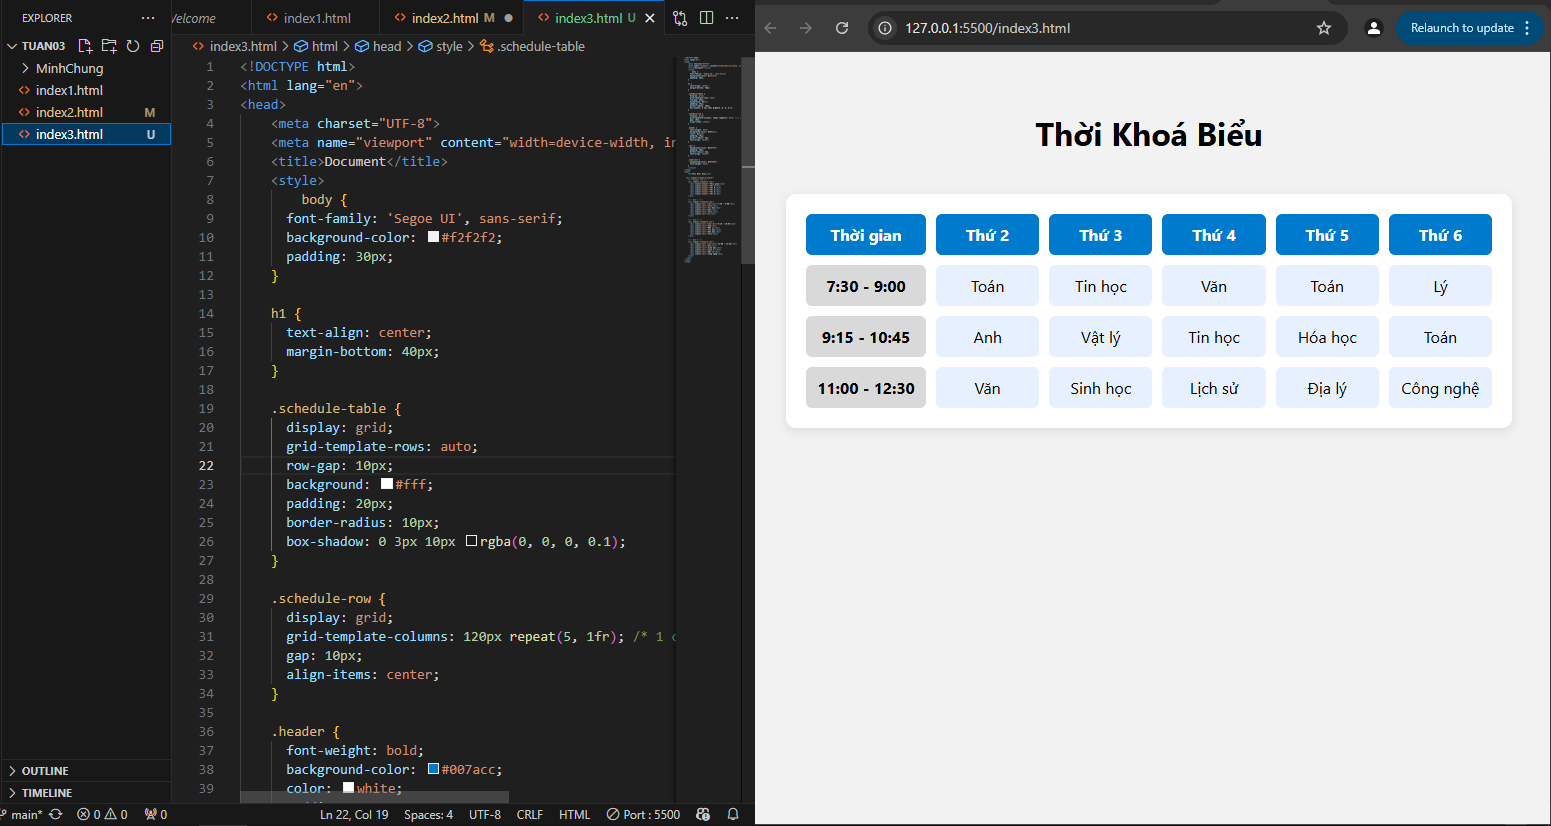 EXPLORER
TUAN03
MinhChung
index1.html
index2.html M
index3.html U
OUTLINE
TIMELINE
Welcome index1.html index2.html M index3.html U
index3.html > html > head > style > .schedule-table
1 <!DOCTYPE html>
2 <html lang="en">
3 <head>
4 <meta charset="UTF-8">
5 <meta name="viewport" content="width=device-width, in
6 <title>Document</title>
7 <style>
8 body {
9 font-family: 'Segoe UI', sans-serif;
10 background-color: #f2f2f2;
11 padding: 30px;
12 }
13
14 h1 {
15 text-align: center;
16 margin-bottom: 40px;
17 }
18
19 .schedule-table {
20 display: grid;
21 grid-template-rows: auto;
22 row-gap: 10px;
23 background: #fff;
24 padding: 20px;
25 border-radius: 10px;
26 box-shadow: 0 3px 10px rgba(0, 0, 0, 0.1);
27 }
28
29 .schedule-row {
30 display: grid;
31 grid-template-columns: 120px repeat(5, 1fr); /* 1 c
32 gap: 10px;
33 align-items: center;
34 }
35
36 .header {
37 font-weight: bold;
38 background-color: #007acc;
39 color: white;
main* 0 0 0 Ln 22, Col 19 Spaces: 4 UTF-8 CRLF HTML Port : 5500
127.0.0.1:5500/index3.html Relaunch to update
Thời Khoá Biểu
Thời gian Thứ 2 Thứ 3 Thứ 4 Thứ 5 Thứ 6
7:30 - 9:00 Toán Tin học Văn Toán Lý
9:15 - 10:45 Anh Vật lý Tin học Hóa học Toán
11:00 - 12:30 Văn Sinh học Lịch sử Địa lý Công nghệ